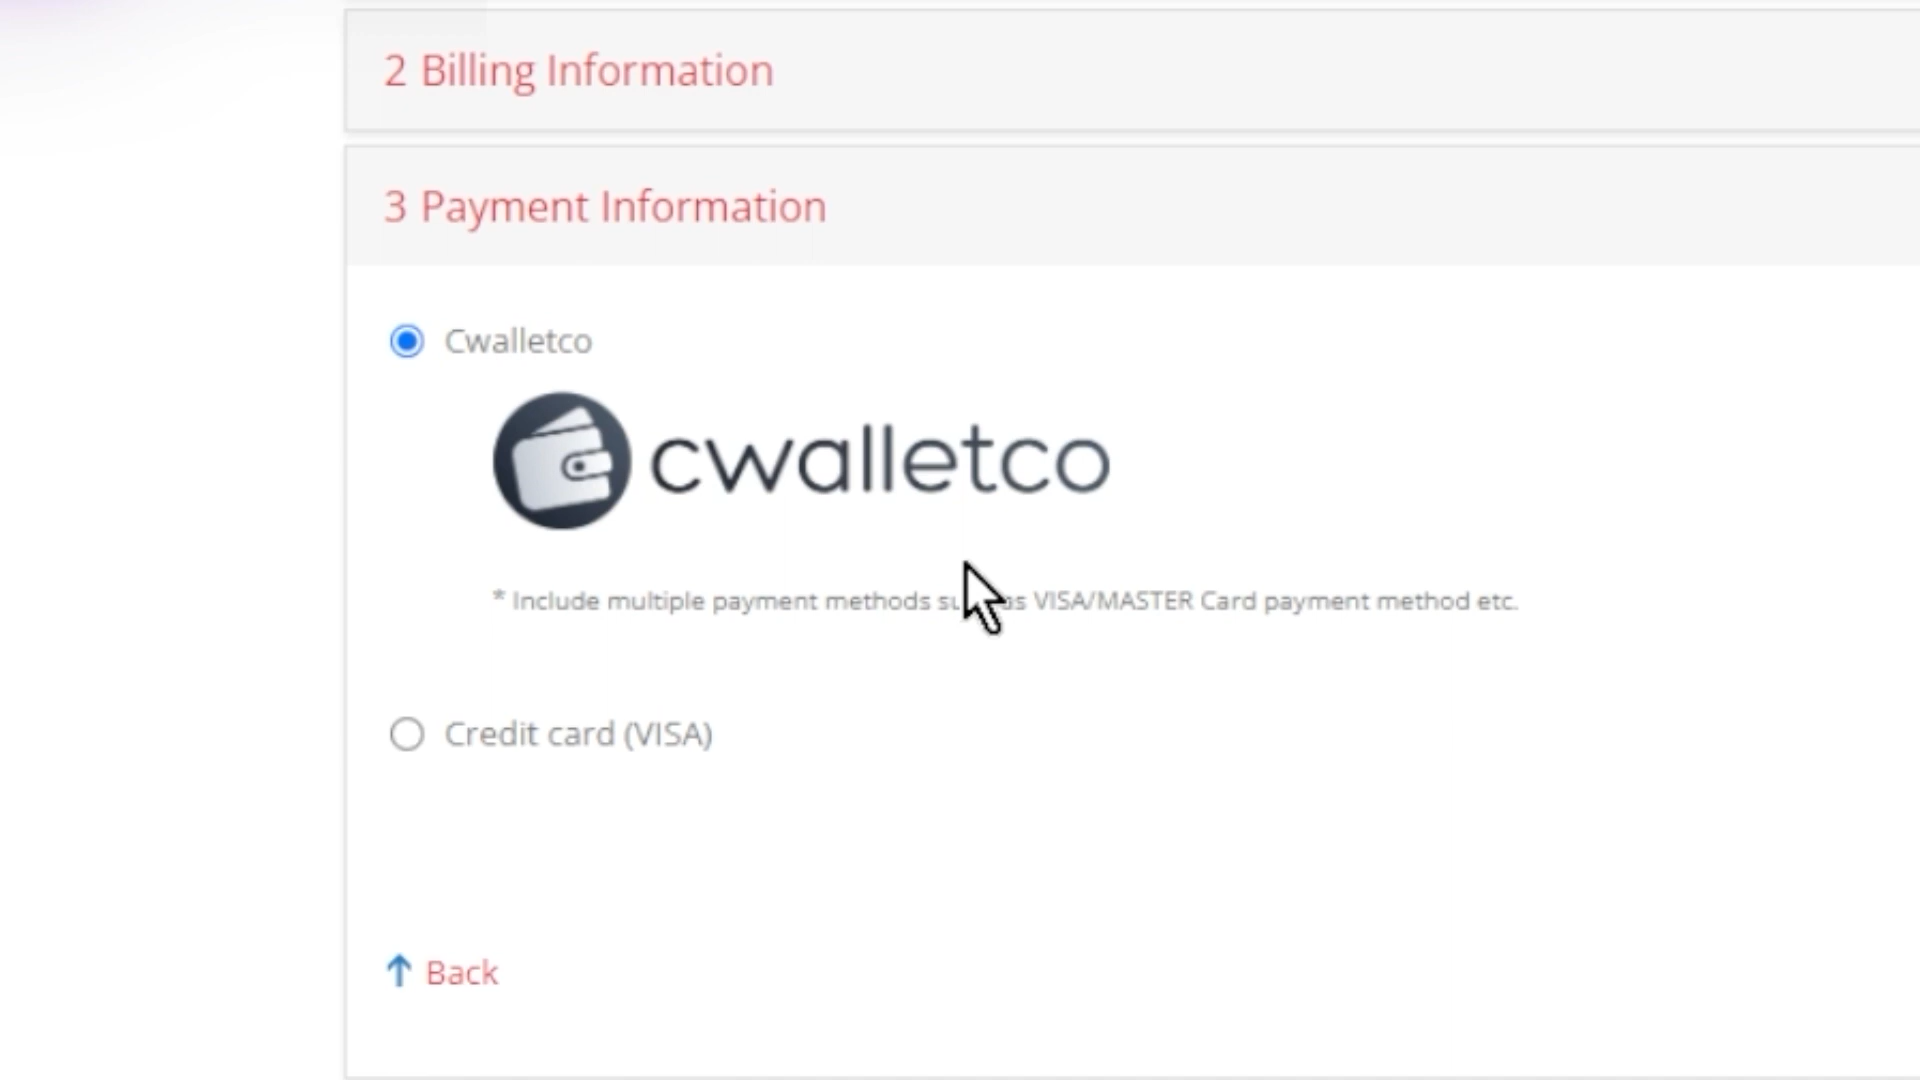 2 Billing Information
3 Payment Information
Cwalletco
cwalletco
* Include multiple payment methods as VISA/MASTER Card payment method etc.
Credit card (VISA)
Back